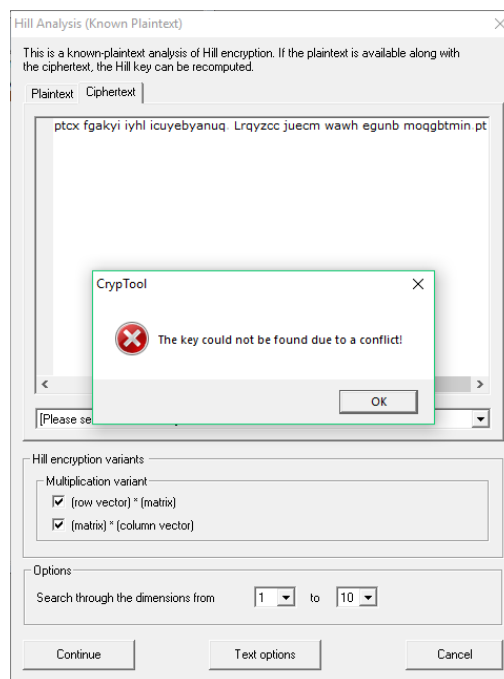 Hill Analysis (Known Plaintext)
This is a known-plaintext analysis of Hill encryption. If the plaintext is available along with
the ciphertext, the Hill key can be recomputed.
Plaintext Ciphertext
ptcx fgakyi iyhl icuyebyanuq. Lrqyzcc juecm wawh egunb moqgbtmin.pt
CrypTool
The key could not be found due to a conflict!
OK
[Please se
Hill encryption variants
Multiplication variant
(row vector) * (matrix)
(matrix) * (column vector)
Options
Search through the dimensions from 1 to 10
Continue Text options Cancel